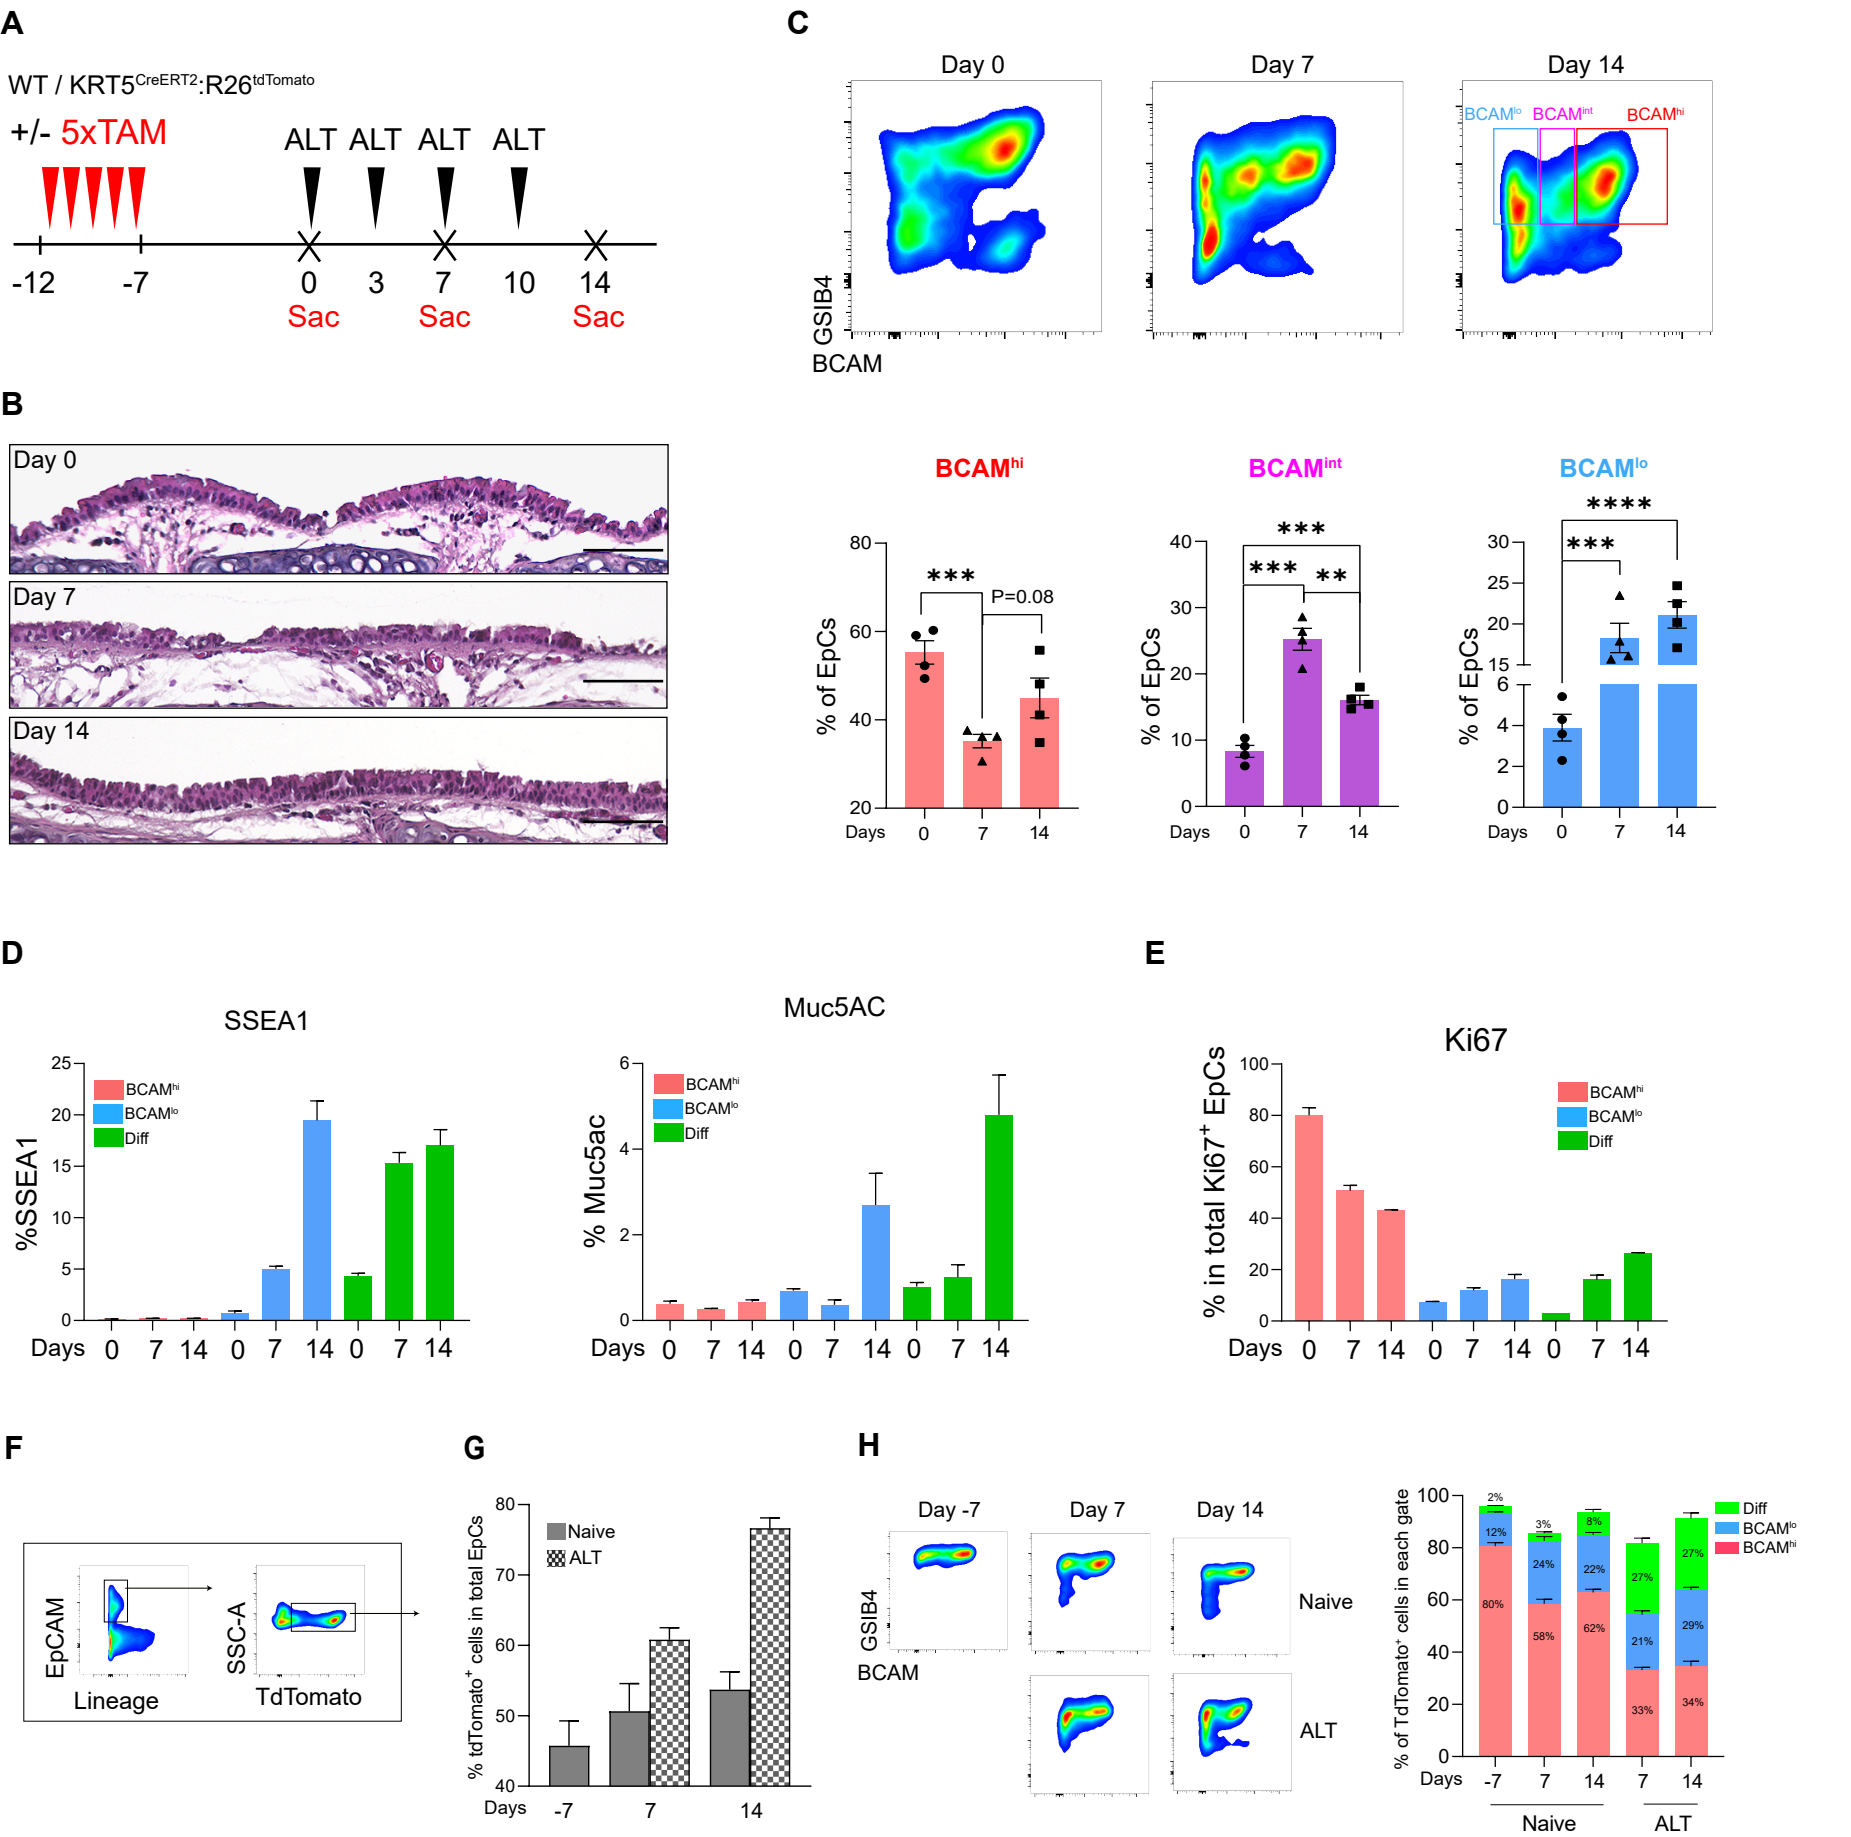 A
WT / KRT5CreERT2:R26tdTomato
+/- 5xTAM
ALT ALT ALT ALT
-12 -7 0 3 7 10 14
Sac Sac Sac
B
Day 0
Day 7
Day 14
C
Day 0 Day 7 Day 14
BCAMlo BCAMint BCAMhi
GSIB4
BCAM
BCAMhi
% of EpCs
80
60
40
20
***
P=0.08
Days 0 7 14
BCAMint
% of EpCs
40
30
20
10
0
***
*** **
Days 0 7 14
BCAMlo
% of EpCs
30
25
20
15
6
4
2
0
****
***
Days 0 7 14
D
SSEA1
%SSEA1
25
20
15
10
5
0
BCAMhi
BCAMlo
Diff
Days 0 7 14 0 7 14 0 7 14
Muc5AC
% Muc5ac
6
4
2
0
BCAMhi
BCAMlo
Diff
Days 0 7 14 0 7 14 0 7 14
E
Ki67
% in total Ki67+ EpCs
100
80
60
40
20
0
BCAMhi
BCAMlo
Diff
Days 0 7 14 0 7 14 0 7 14
F
EpCAM
Lineage
SSC-A
TdTomato
G
% tdTomato+ cells in total EpCs
80
70
60
50
40
Naive
ALT
Days -7 7 14
H
Day -7 Day 7 Day 14
GSIB4
BCAM
Naive
ALT
% of TdTomato+ cells in each gate
100
80
60
40
20
0
2% 3% 8% 27% 27%
12% 24% 22% 21% 29%
80% 58% 62% 33% 34%
Diff
BCAMlo
BCAMhi
Days -7 7 14 7 14
Naive ALT